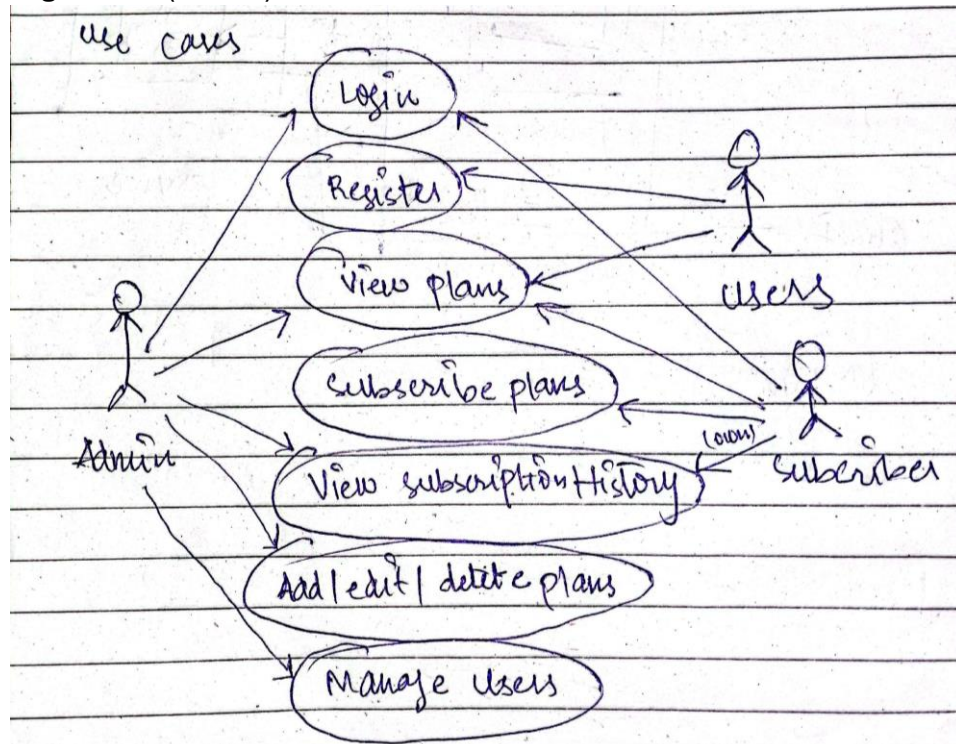 use cases
Login
Register
View plans
Users
subscribe plans
Admin
(own)
subcriber
View subscription History
Add/edit/ delete plans
Manage Users